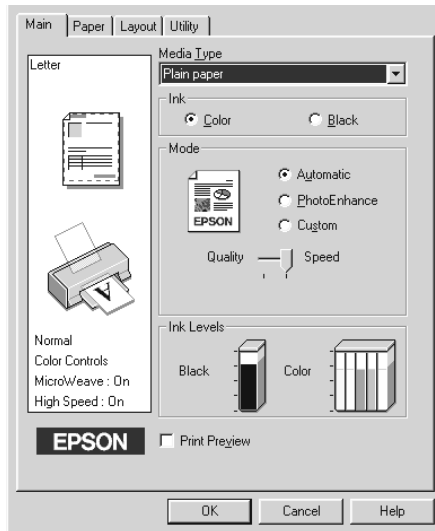 Main Paper Layout Utility
Letter
Media Type
Plain paper
Ink
Color Black
Mode
EPSON
Automatic
PhotoEnhance
Custom
Quality Speed
A
Normal
Color Controls
MicroWeave : On
High Speed : On
Ink Levels
Black Color
EPSON
Print Preview
OK Cancel Help